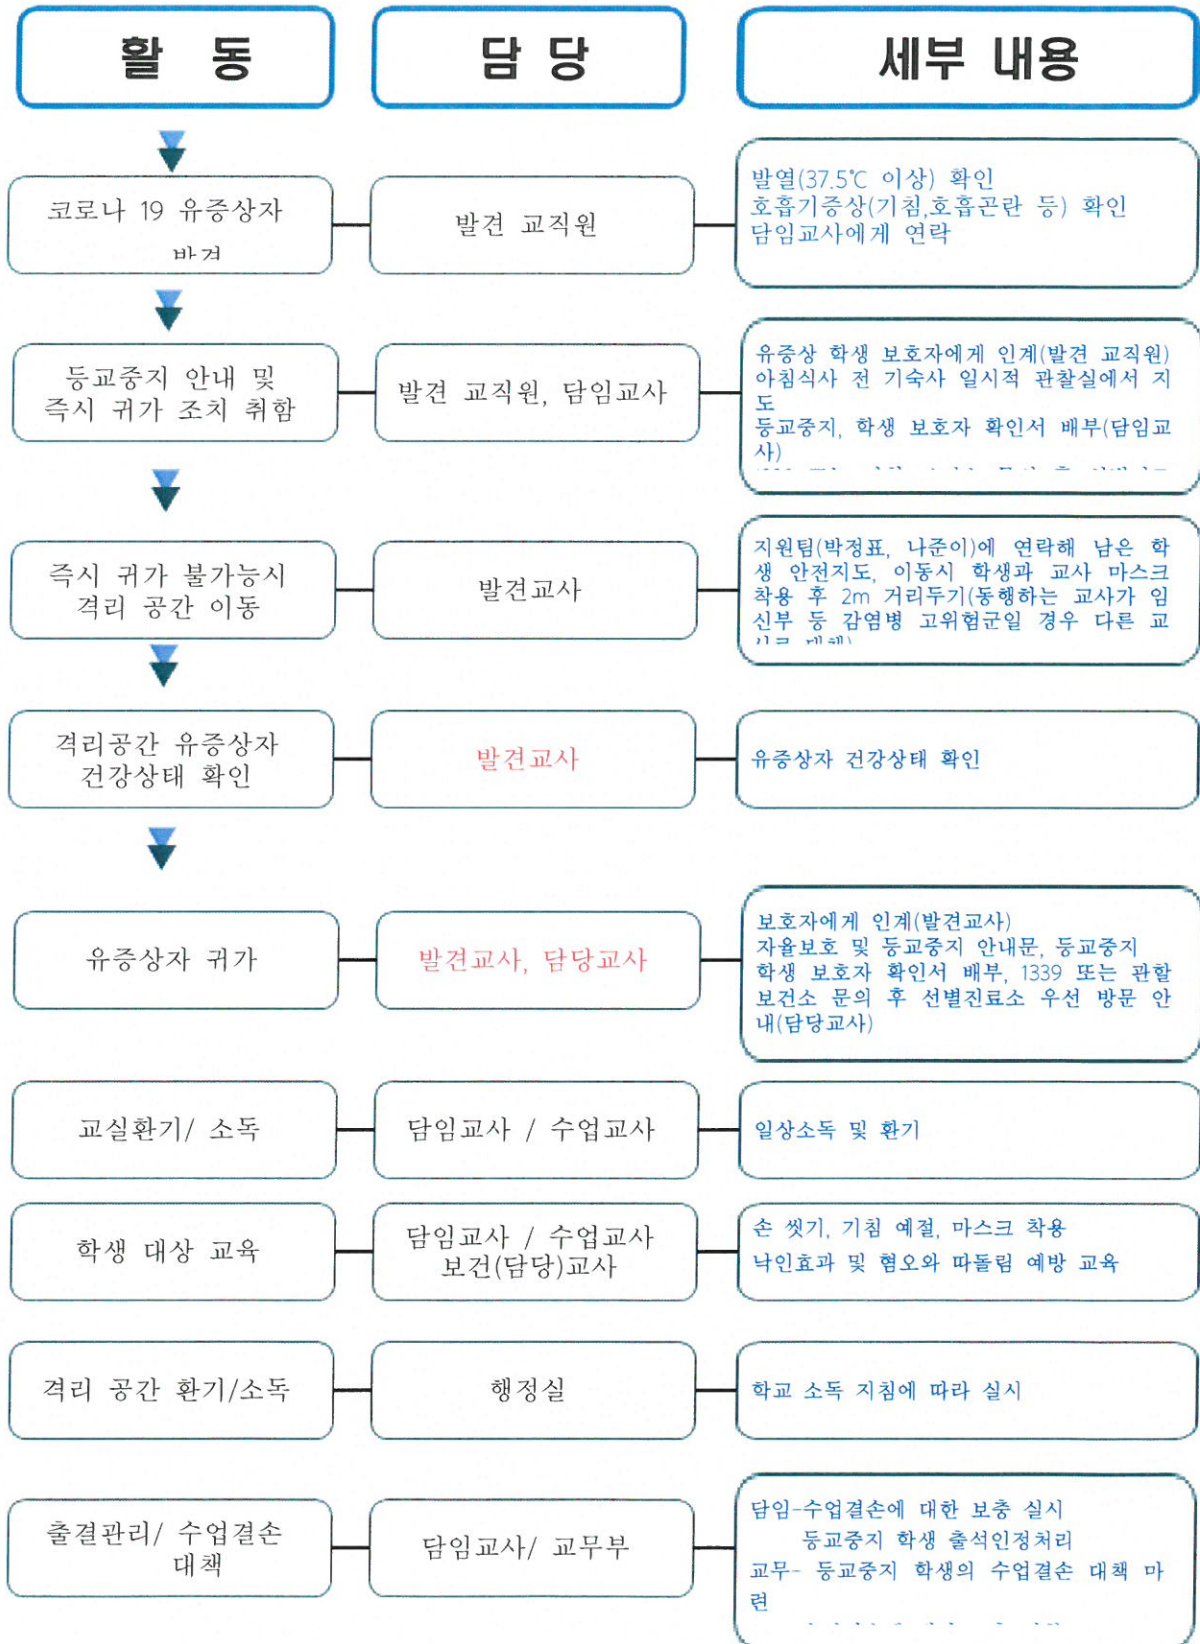 활 동
담 당
세부 내용
코로나 19 유증상자
발견
발견 교직원
발열(37.5℃ 이상) 확인
호흡기증상(기침,호흡곤란 등) 확인
담임교사에게 연락
등교중지 안내 및
즉시 귀가 조치 취함
발견 교직원, 담임교사
유증상 학생 보호자에게 인계(발견 교직원)
아침식사 전 기숙사 일시적 관찰실에서 지
도
등교중지, 학생 보호자 확인서 배부(담임교
사)
즉시 귀가 불가능시
격리 공간 이동
발견교사
지원팀(박정표, 나준이)에 연락해 남은 학
생 안전지도, 이동시 학생과 교사 마스크
착용 후 2m 거리두기(동행하는 교사가 임
신부 등 감염병 고위험군일 경우 다른 교
격리공간 유증상자
건강상태 확인
발견교사
유증상자 건강상태 확인
유증상자 귀가
발견교사, 담당교사
보호자에게 인계(발견교사)
자율보호 및 등교중지 안내문, 등교중지
학생 보호자 확인서 배부, 1339 또는 관할
보건소 문의 후 선별진료소 우선 방문 안
내(담당교사)
교실환기/ 소독
담임교사 / 수업교사
일상소독 및 환기
학생 대상 교육
담임교사 / 수업교사
보건(담당)교사
손 씻기, 기침 예절, 마스크 착용
낙인효과 및 혐오와 따돌림 예방 교육
격리 공간 환기/소독
행정실
학교 소독 지침에 따라 실시
출결관리/ 수업결손
대책
담임교사/ 교무부
담임-수업결손에 대한 보충 실시
등교중지 학생 출석인정처리
교무- 등교중지 학생의 수업결손 대책 마
련